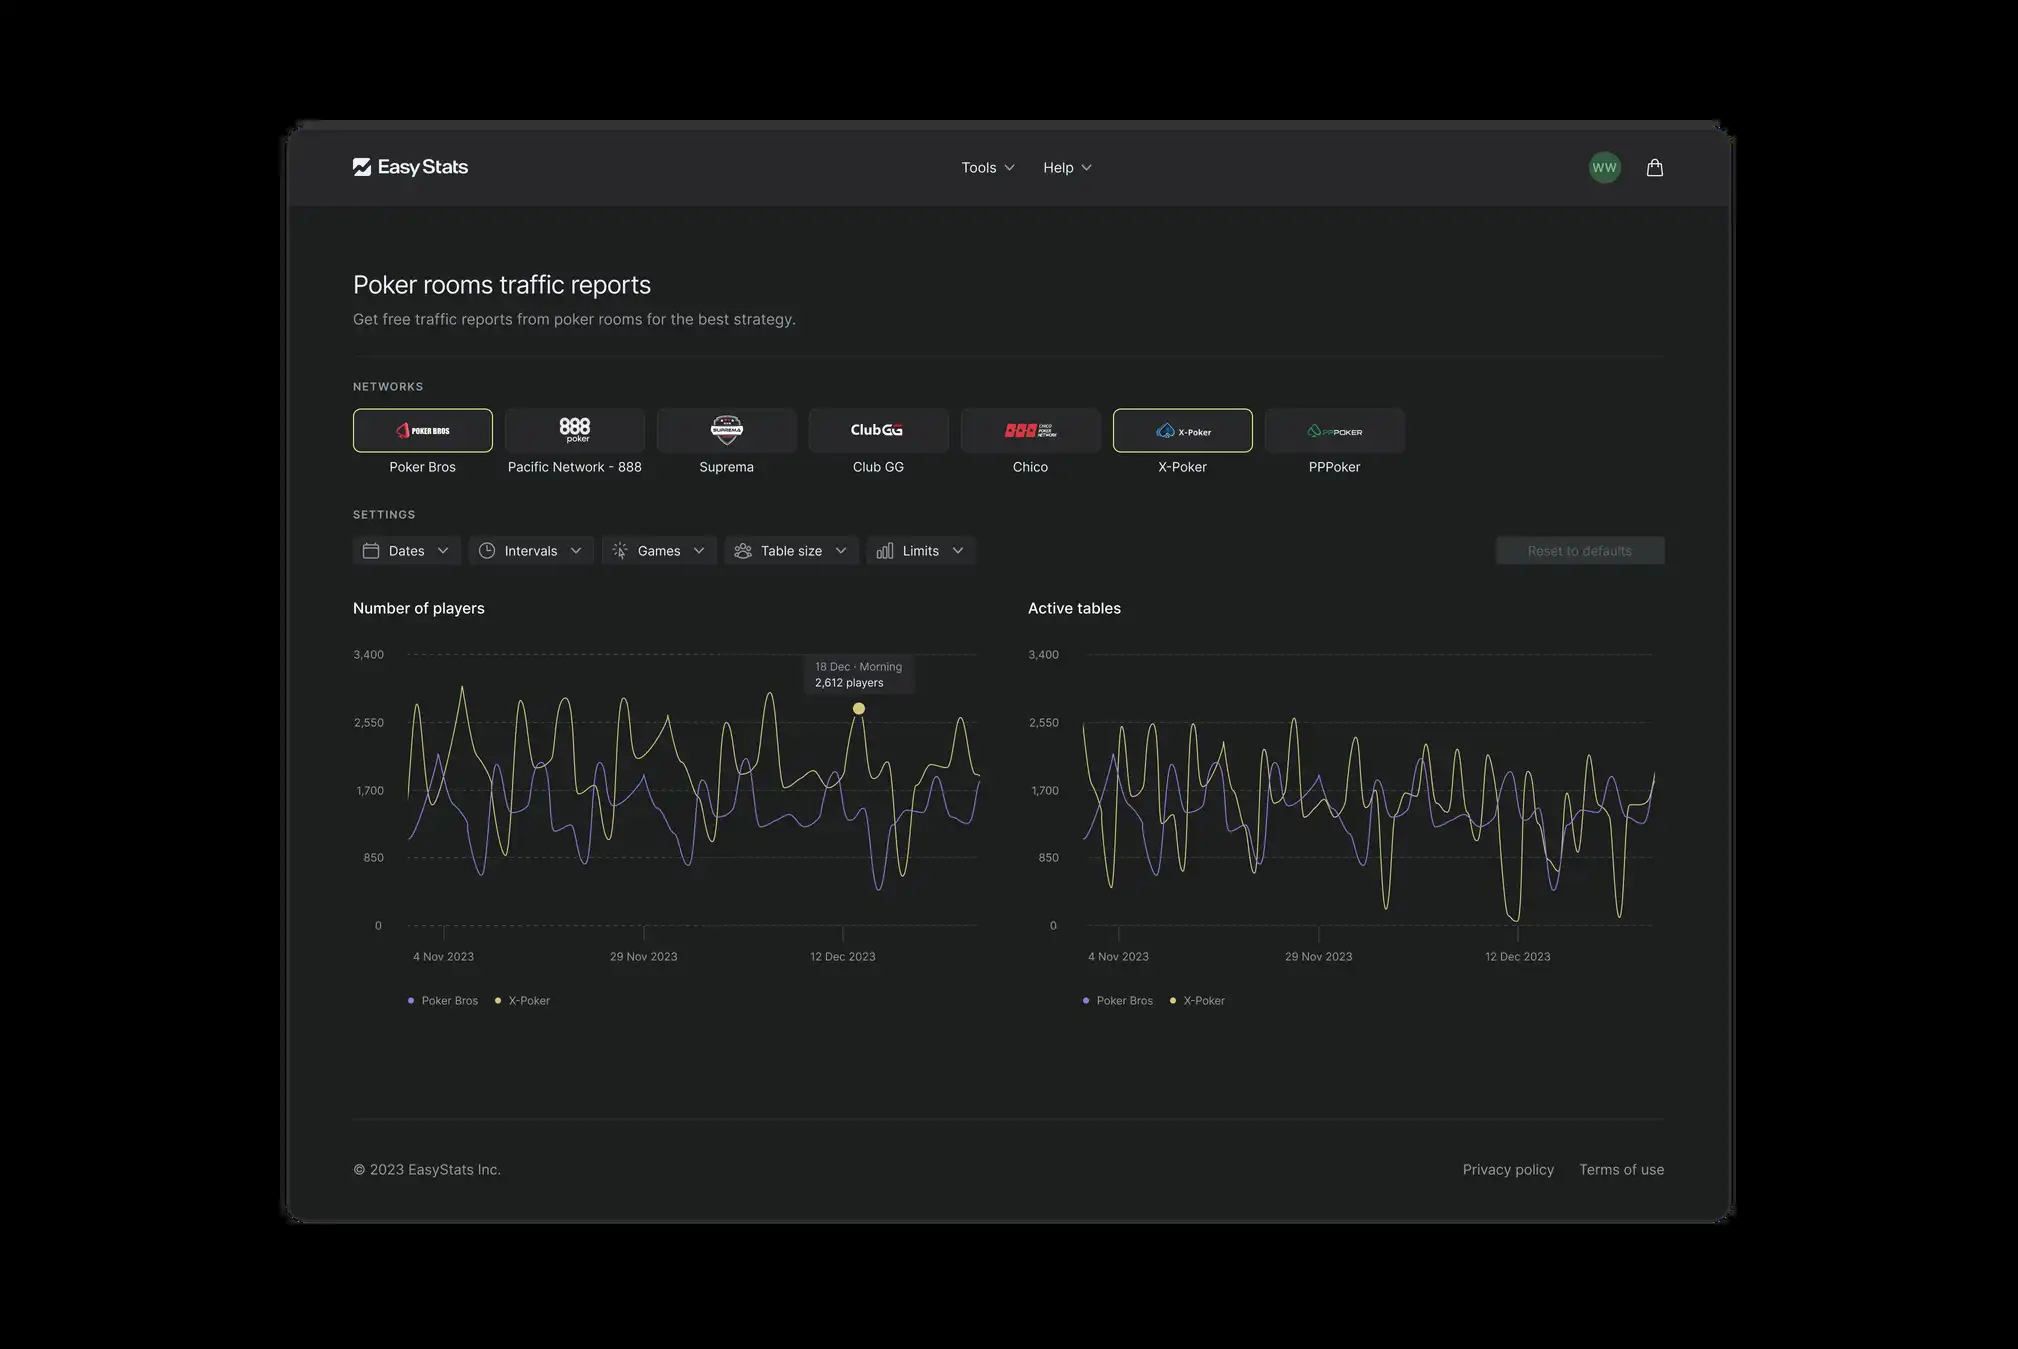 Easy Stats
Tools
Help
WW
Poker rooms traffic reports
Get free traffic reports from poker rooms for the best strategy.
NETWORKS
POKER BROS
888
poker
SUPREMA
ClubGG
CHICO
POKER
NETWORK
X-Poker
PPPOKER
Poker Bros
Pacific Network - 888
Suprema
Club GG
Chico
X-Poker
PPPoker
SETTINGS
Dates
Intervals
Games
Table size
Limits
Reset to defaults
Number of players
3,400
2,550
1,700
850
0
18 Dec · Morning
2,612 players
4 Nov 2023
29 Nov 2023
12 Dec 2023
Poker Bros
X-Poker
Active tables
3,400
2,550
1,700
850
0
4 Nov 2023
29 Nov 2023
12 Dec 2023
Poker Bros
X-Poker
© 2023 EasyStats Inc.
Privacy policy
Terms of use